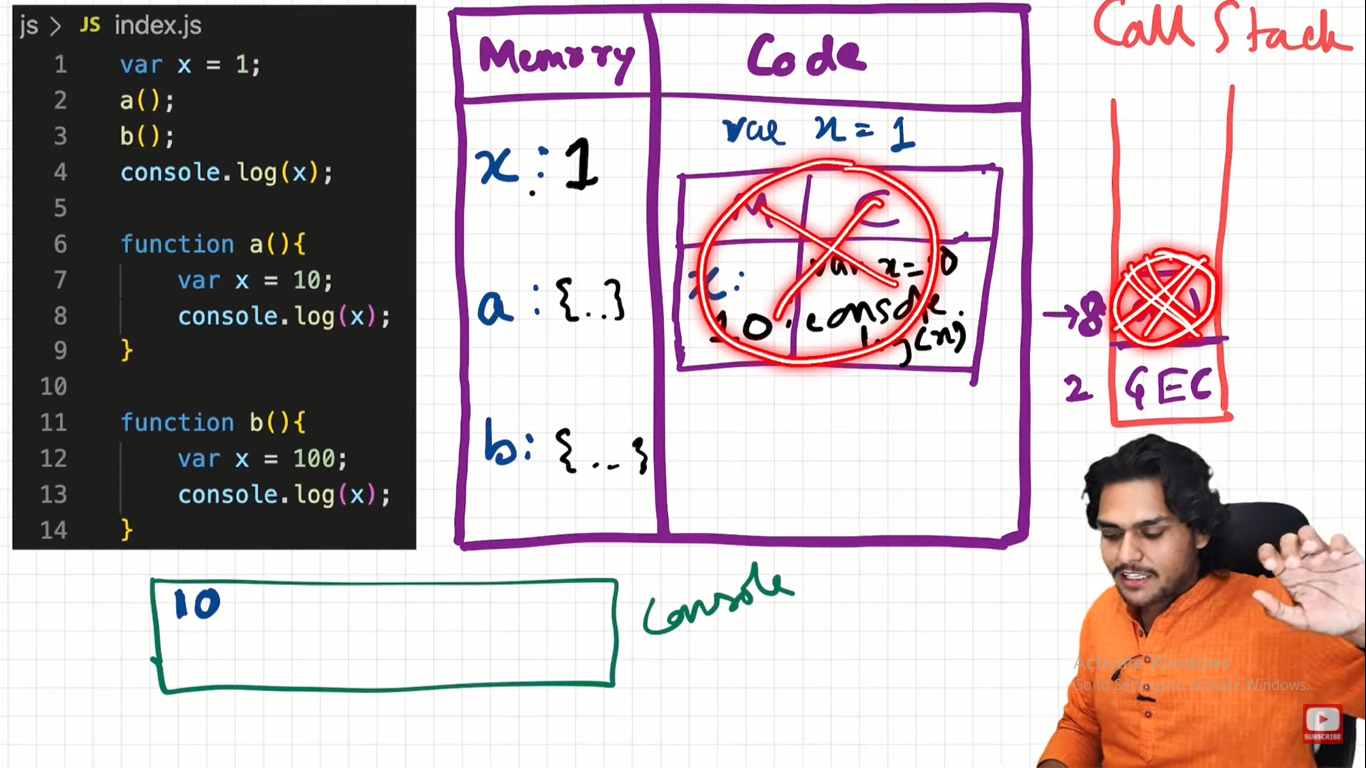 js > JS index.js
1 var x = 1;
2 a();
3 b();
4 console.log(x);
5
6 function a(){
7 var x = 10;
8 console.log(x);
9 }
10
11 function b(){
12 var x = 100;
13 console.log(x);
14 }
Memory
Code
x : 1
a : {..}
b : {...}
var x = 1
M C
x :
10
var x = 10
console.
log(x)
Call Stack
→8
2 GEC
10
Console
Activate Windows
Go to Settings to activate Windows.
SUBSCRIBE